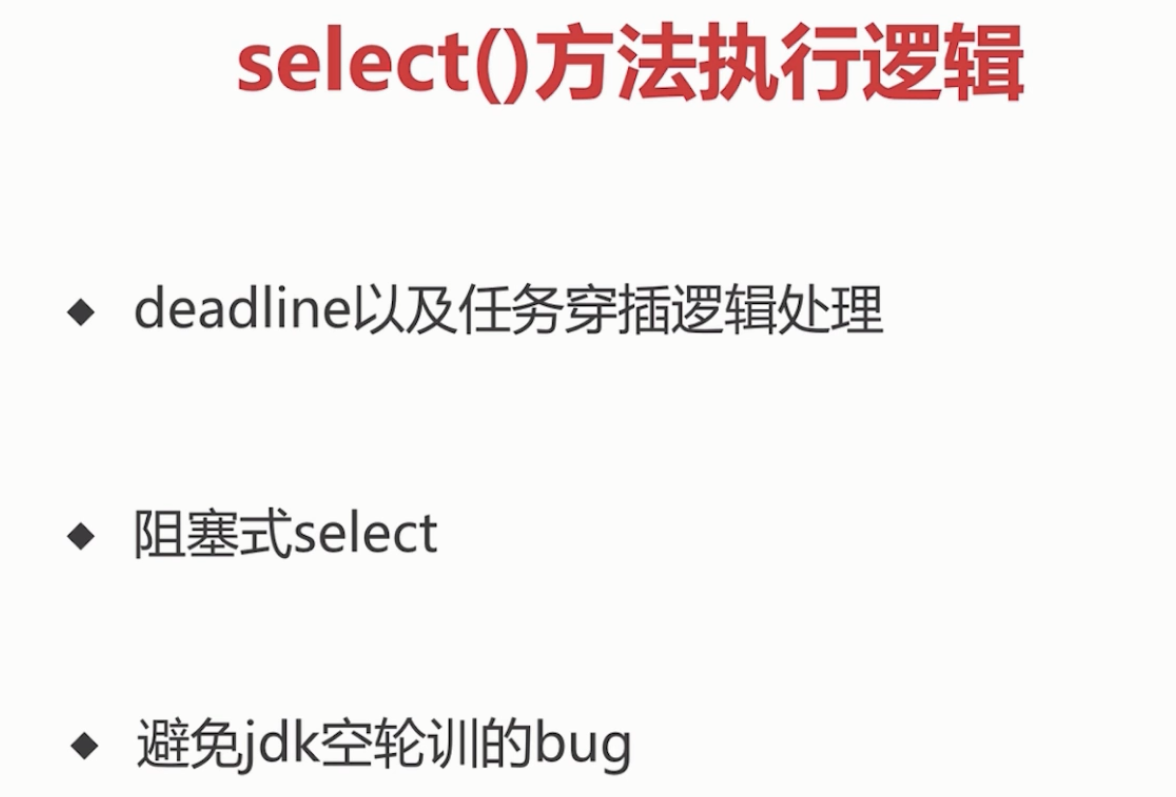 select()方法执行逻辑
◆ deadline以及任务穿插逻辑处理
◆ 阻塞式select
◆ 避免jdk空轮训的bug